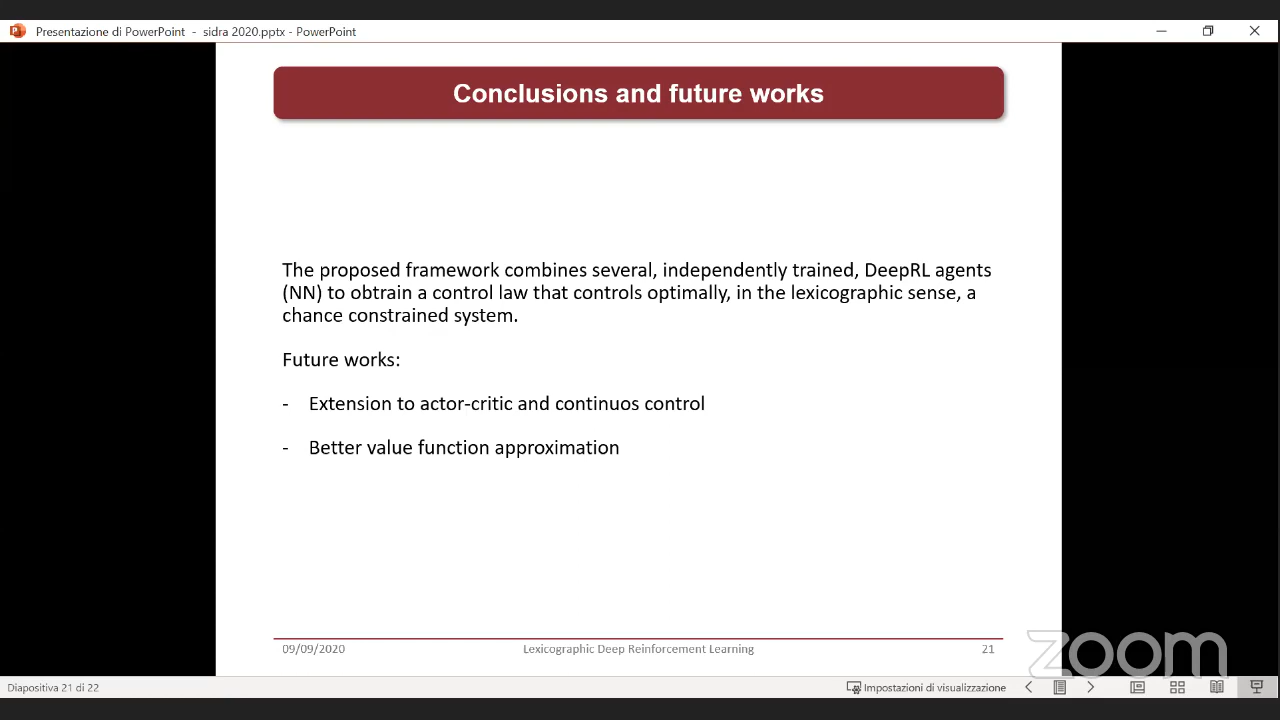 Presentazione di PowerPoint - sidra 2020.pptx - PowerPoint
Conclusions and future works
The proposed framework combines several, independently trained, DeepRL agents
(NN) to obtrain a control law that controls optimally, in the lexicographic sense, a
chance constrained system.
Future works:
- Extension to actor-critic and continuos control
- Better value function approximation
09/09/2020 Lexicographic Deep Reinforcement Learning 21
zoom
Diapositiva 21 di 22 Impostazioni di visualizzazione